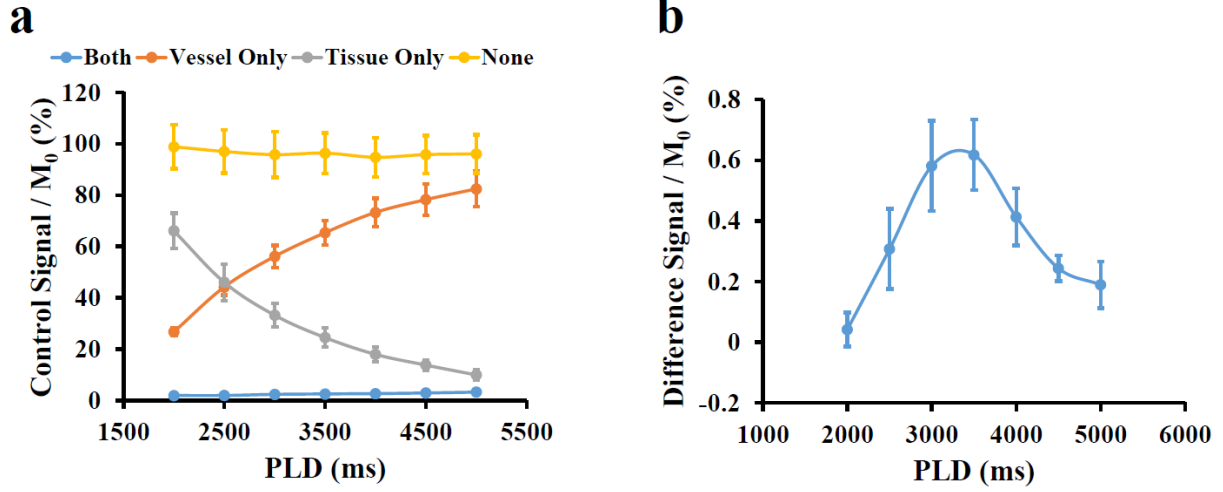 a
Both Vessel Only Tissue Only None
Control Signal / M0 (%)
120
100
80
60
40
20
0
1500 2500 3500 4500 5500
PLD (ms)
b
Difference Signal / M0 (%)
0.8
0.6
0.4
0.2
0
-0.2
1000 2000 3000 4000 5000 6000
PLD (ms)